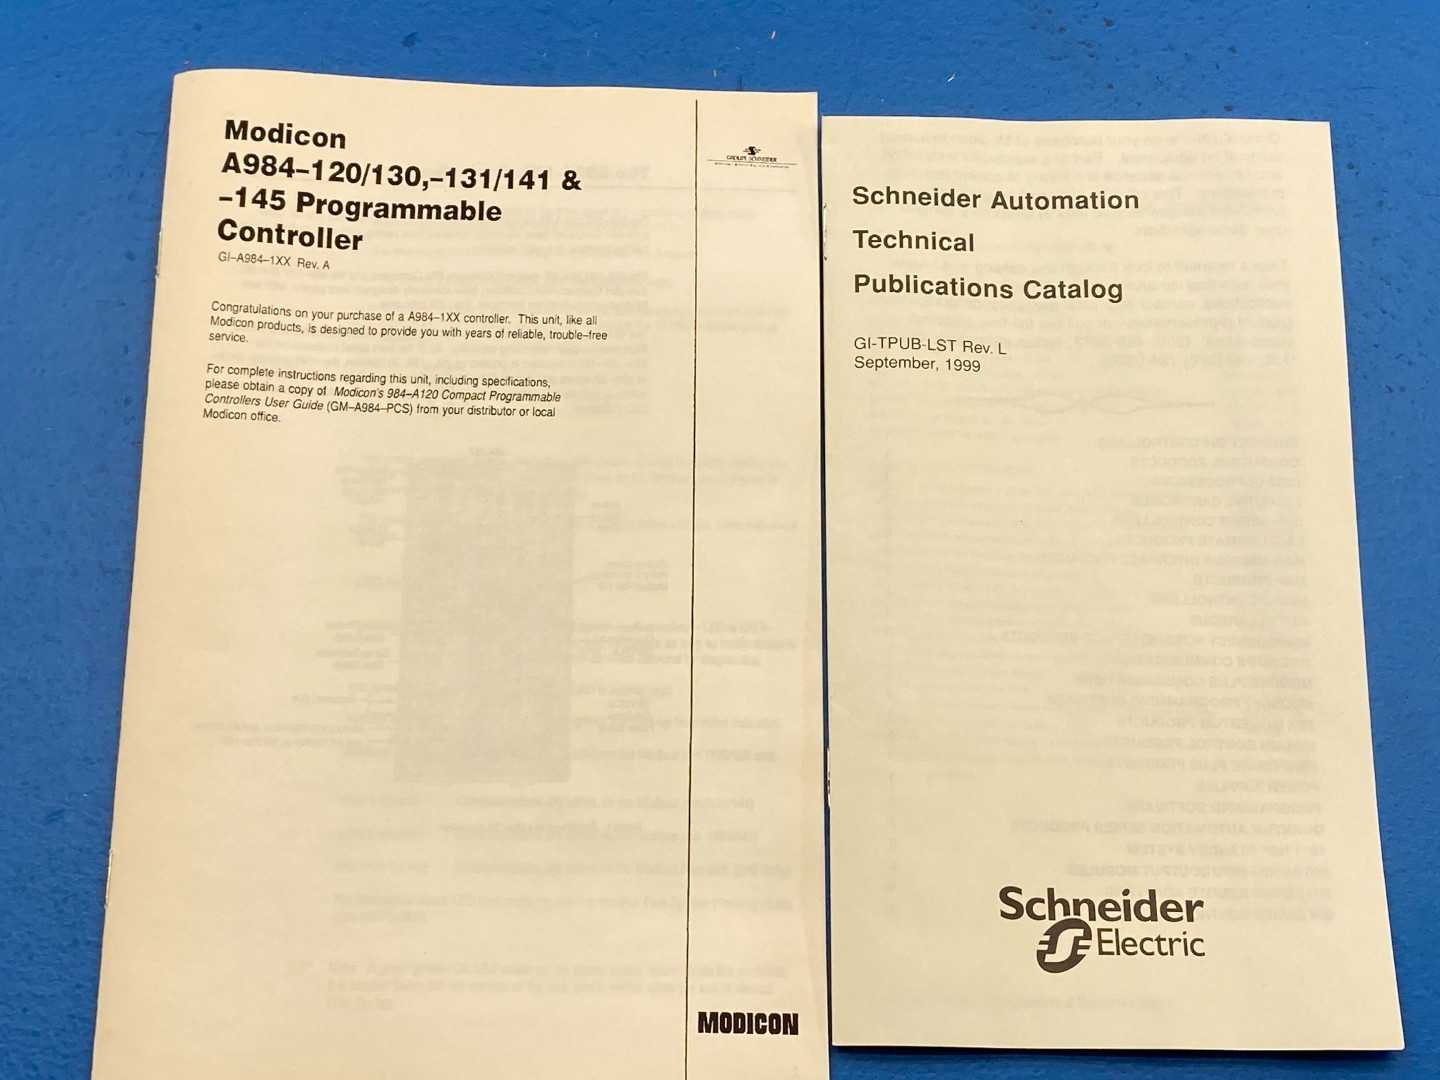 Modicon
A984–120/130,–131/141 &
–145 Programmable
Controller
GI–A984–1XX Rev. A
Congratulations on your purchase of a A984–1XX controller. This unit, like all
Modicon products, is designed to provide you with years of reliable, trouble–free
service.
For complete instructions regarding this unit, including specifications,
please obtain a copy of Modicon's 984–A120 Compact Programmable
Controllers User Guide (GM–A984–PCS) from your distributor or local
Modicon office.
GROUPE SCHNEIDER
MODICON
Schneider Automation
Technical
Publications Catalog
GI-TPUB-LST Rev. L
September, 1999
Schneider
Electric